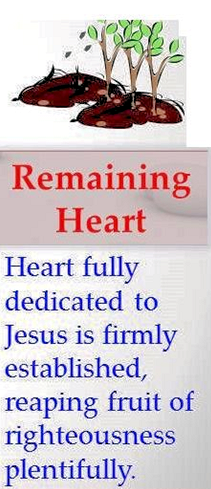 Remaining
Heart
Heart fully
dedicated to
Jesus is firmly
established,
reaping fruit of
righteousness
plentifully.